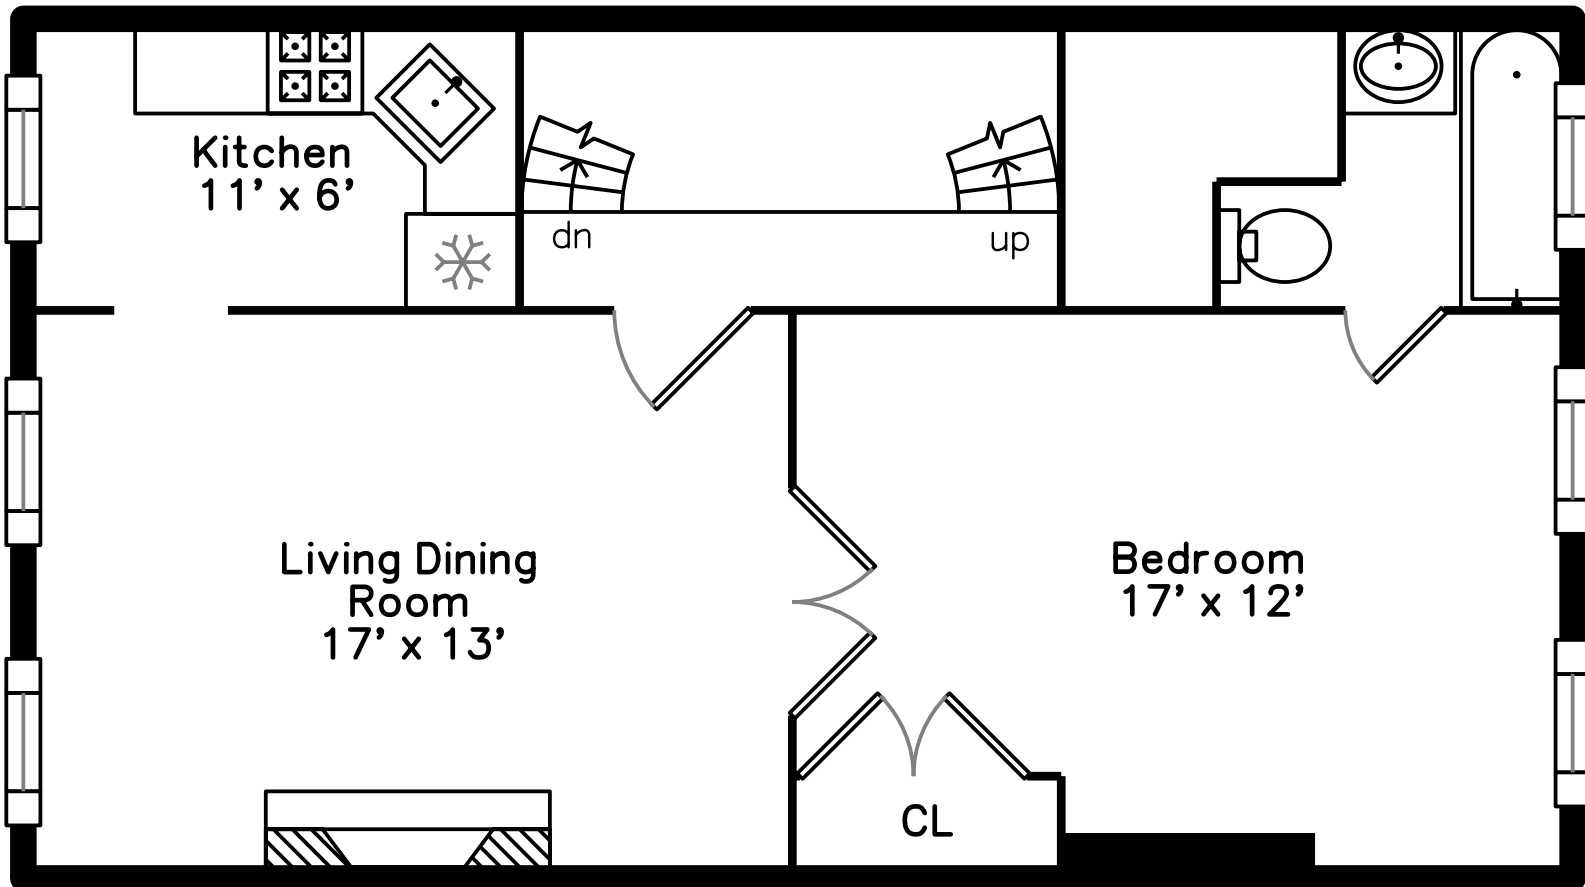 Kitchen
11' x 6'
dn
up
Living Dining
Room
17' x 13'
Bedroom
17' x 12'
CL